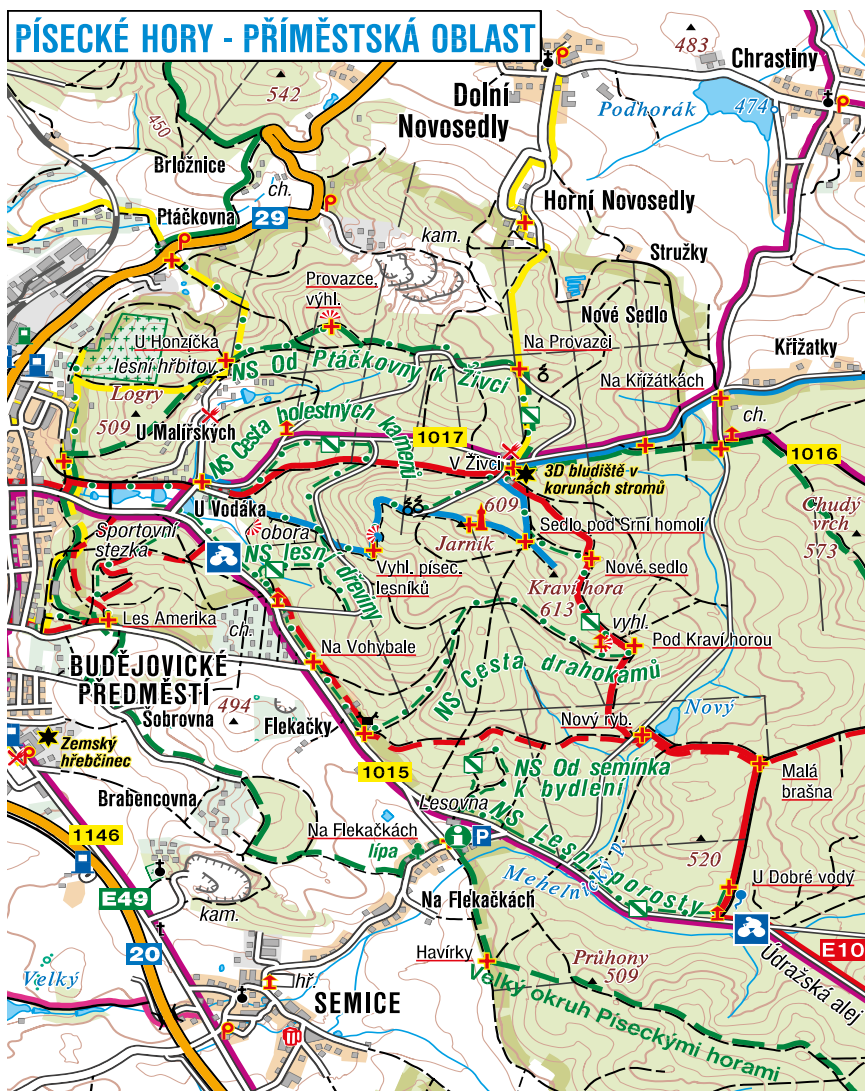 PÍSECKÉ HORY - PŘÍMĚSTSKÁ OBLAST
483
Chrastiny
542
Dolní
Novosedly
Podhorák
474
450
Brložnice
ch.
Ptáčkovna
29
Horní Novosedly
kam.
Stružky
Provazce,
výhl.
Nové Sedlo
U Honzíčka
lesní hřbitov
Na Provazci
Křižatky
NS Od Ptáčkovny k Živci
Na Křížátkách
Logry
509
U Malířských
NS Cesta bolestných kamenů
1017
ch.
1016
V Živci
3D bludiště v
korunách stromů
U Vodáka
609
Chudý
vrch
573
Sportovní
stezka
obora
Jarník
Sedlo pod Srní homolí
NS lesní dřeviny
Vyhl. písec.
lesníků
Nové sedlo
Kraví hora
613
Les Amerika
ch.
výhl.
Pod Kraví horou
Na Vohybale
BUDĚJOVICKÉ
PŘEDMĚSTÍ
NS Cesta drahokamů
494
Šobrovna
Flekačky
Nový ryb.
Nový
Zemský
hřebčinec
1015
NS Od semínka
k bydlení
Malá
brašna
Brabencovna
Lesovna
1146
Na Flekačkách
lípa
P
NS Lesní porosty
520
Mehelnický p.
U Dobré vody
E49
kam.
Na Flekačkách
20
Havírky
Průhony
509
E10
Velký
hř.
SEMICE
Údražská alej
Velký okruh Píseckými horami